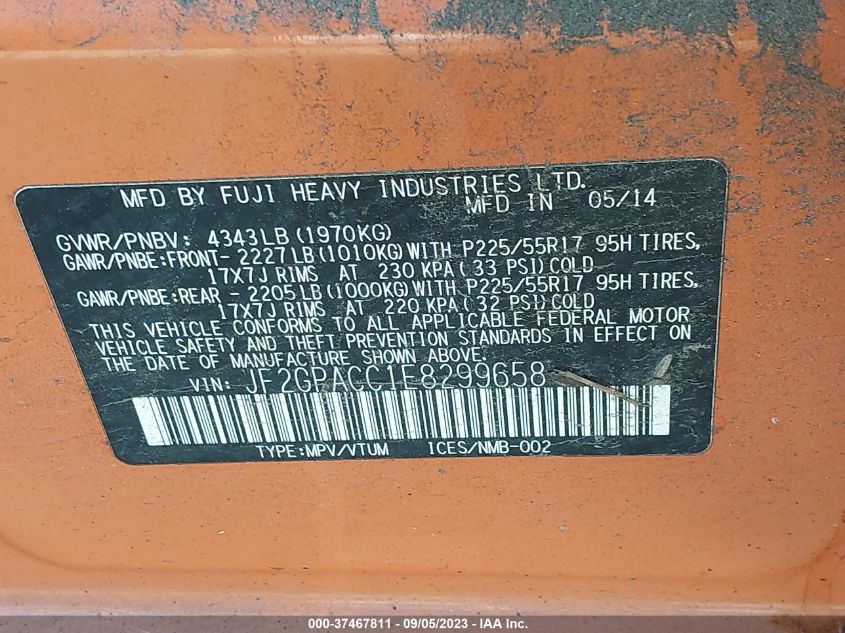 MFD BY FUJI HEAVY INDUSTRIES LTD.
MFD IN 05/14
GVWR/PNBV: 4343LB(1970KG)
GAWR/PNBE:FRONT-2227LB(1010KG)WITH P225/55R17 95H TIRES,
17X7J RIMS AT 230 KPA(33 PSI)COLD
GAWR/PNBE:REAR -2205LB(1000KG)WITH P225/55R17 95H TIRES,
17X7J RIMS AT 220 KPA(32 PSI)COLD
THIS VEHICLE CONFORMS TO ALL APPLICABLE FEDERAL MOTOR
VEHICLE SAFETY AND THEFT PREVENTION STANDARDS IN EFFECT ON
THE DATE OF MANUFACTURE SHOWN ABOVE.
VIN: JF2GPACC1E8299658
TYPE:MPV/VTUM ICES/NMB-002
000-37467811 - 09/05/2023 - IAA Inc.